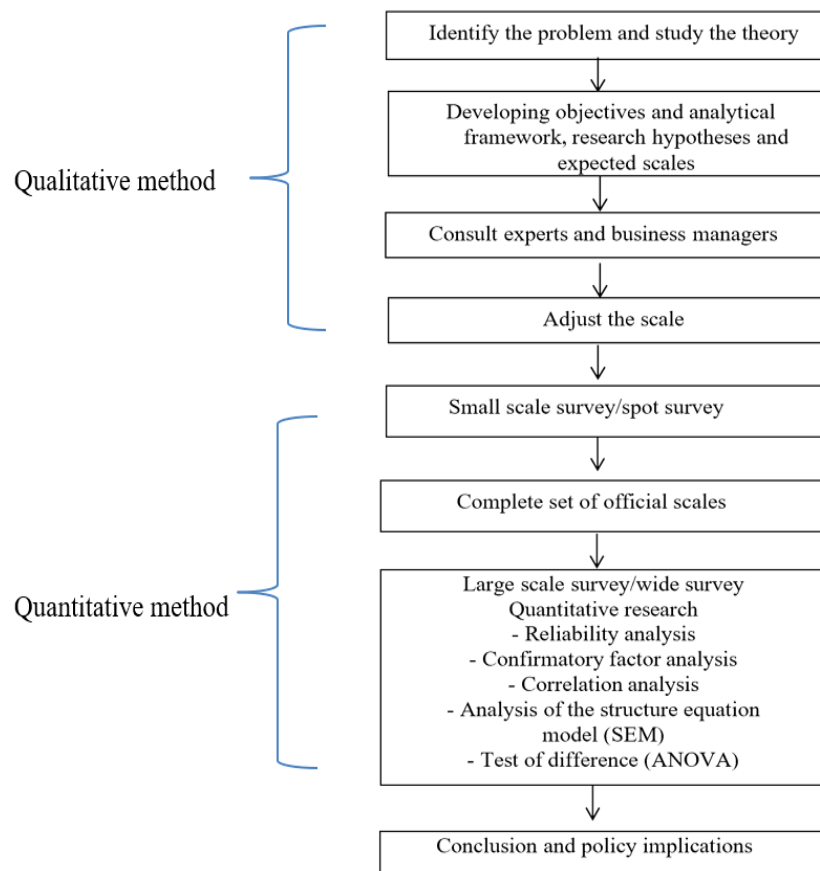 Identify the problem and study the theory
Developing objectives and analytical
framework, research hypotheses and
expected scales
Qualitative method
Consult experts and business managers
Adjust the scale
Small scale survey/spot survey
Complete set of official scales
Quantitative method
Large scale survey/wide survey
Quantitative research
- Reliability analysis
- Confirmatory factor analysis
- Correlation analysis
- Analysis of the structure equation
model (SEM)
- Test of difference (ANOVA)
Conclusion and policy implications